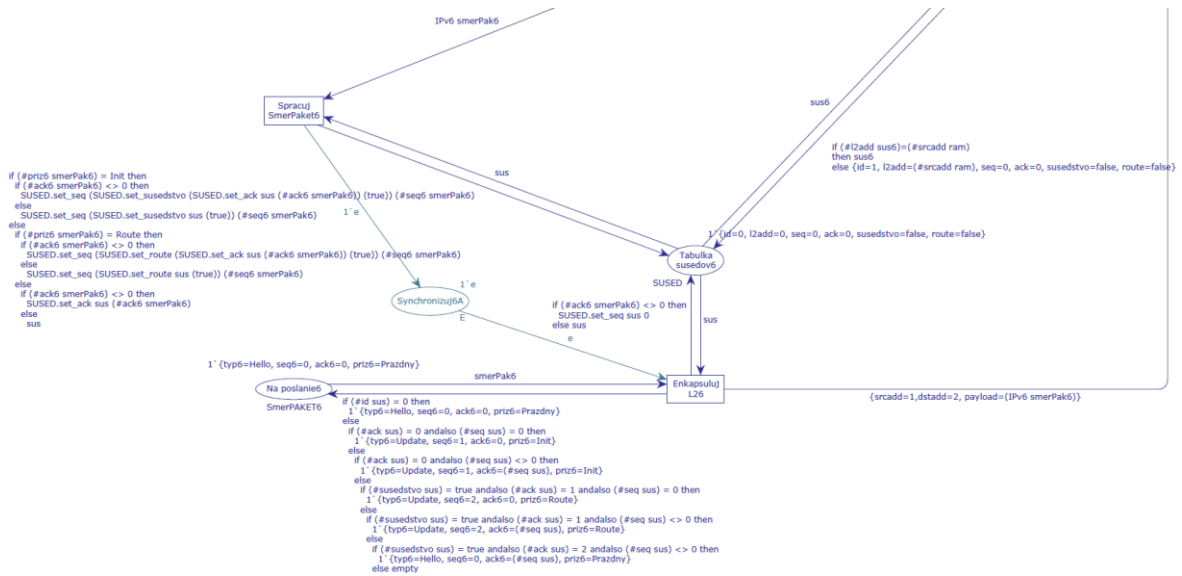 IPv6 smerPak6
Spracuj
SmerPaket6
sus6
if (#l2add sus6)=(#srcadd ram)
then sus6
else {id=1, l2add=(#srcadd ram), seq=0, ack=0, susedstvo=false, route=false}
sus
if (#priz6 smerPak6) = Init then
if (#ack6 smerPak6) <> 0 then
SUSED.set_seq (SUSED.set_susedstvo (SUSED.set_ack sus (#ack6 smerPak6)) (true)) (#seq6 smerPak6)
else
SUSED.set_seq (SUSED.set_susedstvo sus (true)) (#seq6 smerPak6)
else
if (#priz6 smerPak6) = Route then
if (#ack6 smerPak6) <> 0 then
SUSED.set_seq (SUSED.set_route (SUSED.set_ack sus (#ack6 smerPak6)) (true)) (#seq6 smerPak6)
else
SUSED.set_seq (SUSED.set_route sus (true)) (#seq6 smerPak6)
else
if (#ack6 smerPak6) <> 0 then
SUSED.set_ack sus (#ack6 smerPak6)
else
sus
1`e
1`{id=0, l2add=0, seq=0, ack=0, susedstvo=false, route=false}
Tabulka
susedov6
SUSED
1`e
SynchronizuJ6A
E
if (#ack6 smerPak6) <> 0 then
SUSED.set_seq sus 0
else sus
sus
e
1`{typ6=Hello, seq6=0, ack6=0, priz6=Prazdny}
smerPak6
Na poslanie6
SmerPAKET6
Enkapsuluj
L26
{srcadd=1,dstadd=2, payload=(IPv6 smerPak6)}
if (#id sus) = 0 then
1`{typ6=Hello, seq6=0, ack6=0, priz6=Prazdny}
else
if (#ack sus) = 0 andalso (#seq sus) = 0 then
1`{typ6=Update, seq6=1, ack6=0, priz6=Init}
else
if (#ack sus) = 0 andalso (#seq sus) <> 0 then
1`{typ6=Update, seq6=1, ack6=(#seq sus), priz6=Init}
else
if (#susedstvo sus) = true andalso (#ack sus) = 1 andalso (#seq sus) = 0 then
1`{typ6=Update, seq6=2, ack6=0, priz6=Route}
else
if (#susedstvo sus) = true andalso (#ack sus) = 1 andalso (#seq sus) <> 0 then
1`{typ6=Update, seq6=2, ack6=(#seq sus), priz6=Route}
else
if (#susedstvo sus) = true andalso (#ack sus) = 2 andalso (#seq sus) <> 0 then
1`{typ6=Hello, seq6=0, ack6=(#seq sus), priz6=Prazdny}
else empty